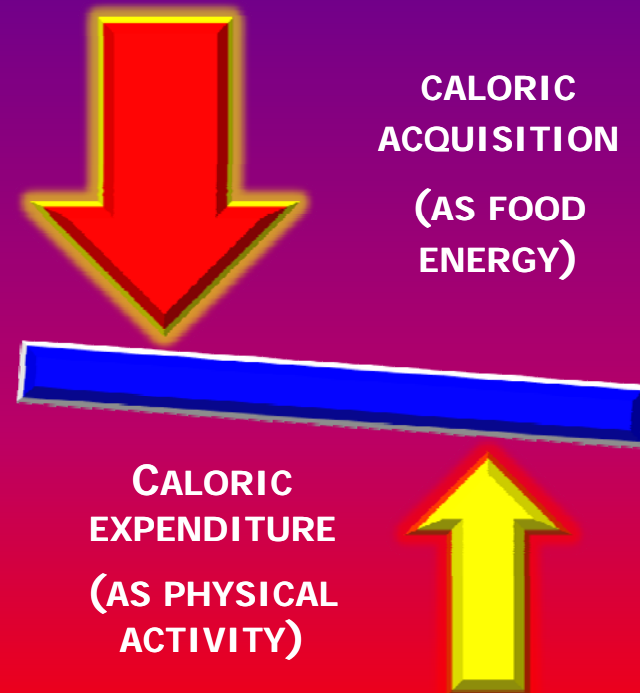 CALORIC
ACQUISITION
(AS FOOD
ENERGY)
CALORIC
EXPENDITURE
(AS PHYSICAL
ACTIVITY)